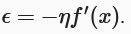 ϵ = −ηf′(x).